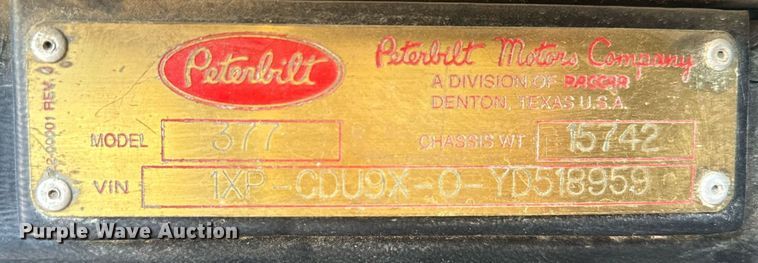 Peterbilt
Peterbilt Motors Company
A DIVISION OF PACCAR
DENTON, TEXAS U.S.A.
MODEL 377
CHASSIS WT 15742
VIN 1XP-CDU9X-0-YD518959
Purple Wave Auction